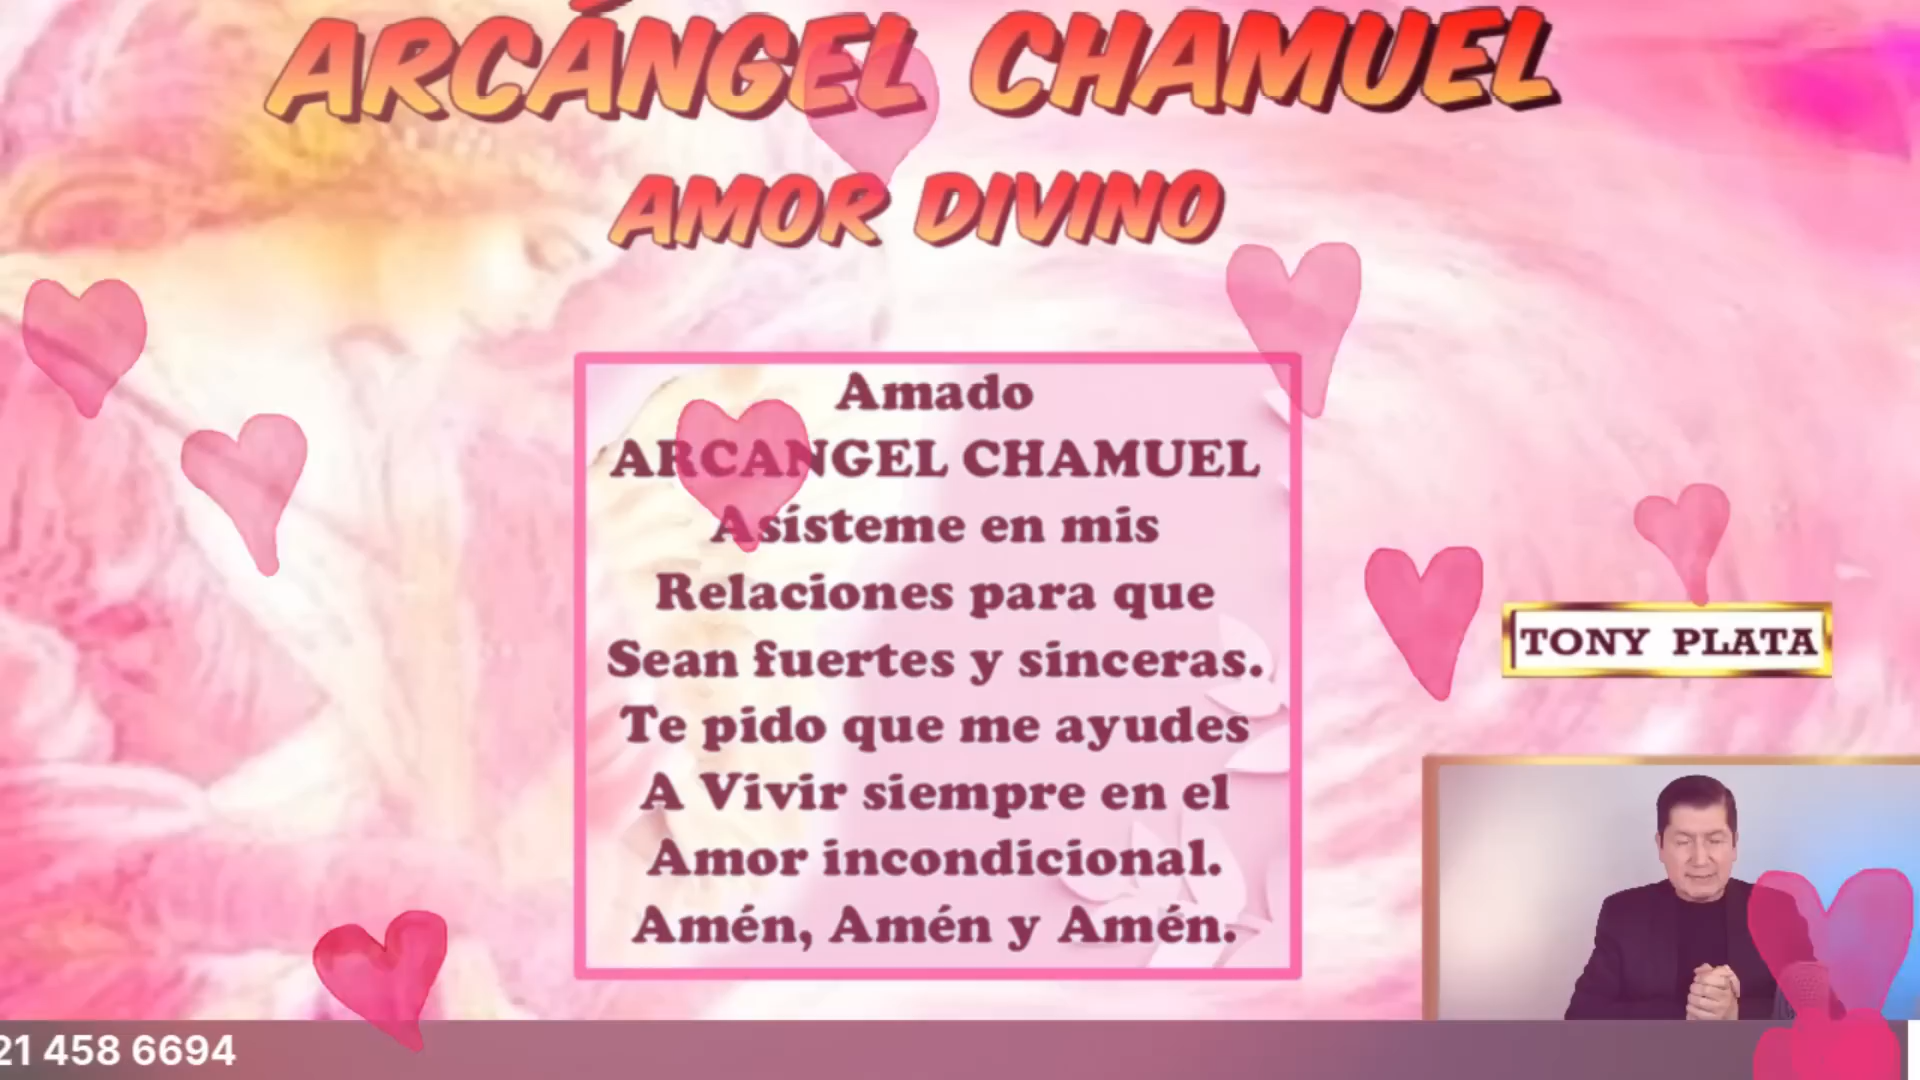 ARCÁNGEL CHAMUEL
AMOR DIVINO
Amado
ARCANGEL CHAMUEL
Asísteme en mis
Relaciones para que
Sean fuertes y sinceras.
Te pido que me ayudes
A Vivir siempre en el
Amor incondicional.
Amén, Amén y Amén.
TONY PLATA
21 458 6694